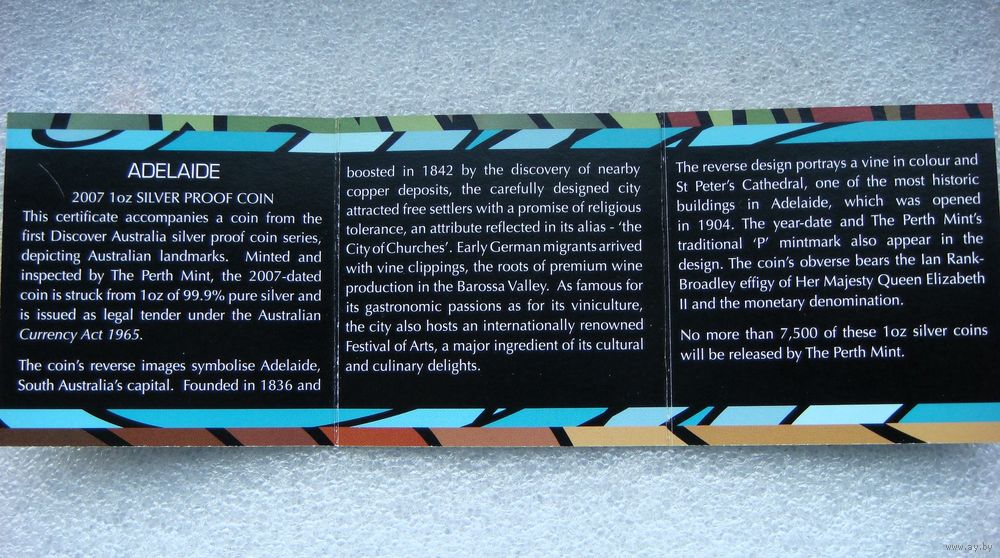 ADELAIDE
2007 1oz SILVER PROOF COIN
This certificate accompanies a coin from the
first Discover Australia silver proof coin series,
depicting Australian landmarks. Minted and
inspected by The Perth Mint, the 2007-dated
coin is struck from 1oz of 99.9% pure silver and
is issued as legal tender under the Australian
Currency Act 1965.
The coin's reverse images symbolise Adelaide,
South Australia's capital. Founded in 1836 and
boosted in 1842 by the discovery of nearby
copper deposits, the carefully designed city
attracted free settlers with a promise of religious
tolerance, an attribute reflected in its alias - 'the
City of Churches'. Early German migrants arrived
with vine clippings, the roots of premium wine
production in the Barossa Valley. As famous for
its gastronomic passions as for its viniculture,
the city also hosts an internationally renowned
Festival of Arts, a major ingredient of its cultural
and culinary delights.
The reverse design portrays a vine in colour and
St Peter's Cathedral, one of the most historic
buildings in Adelaide, which was opened
in 1904. The year-date and The Perth Mint's
traditional 'P' mintmark also appear in the
design. The coin's obverse bears the Ian Rank-
Broadley effigy of Her Majesty Queen Elizabeth
II and the monetary denomination.
No more than 7,500 of these 1oz silver coins
will be released by The Perth Mint.
www.ay.by